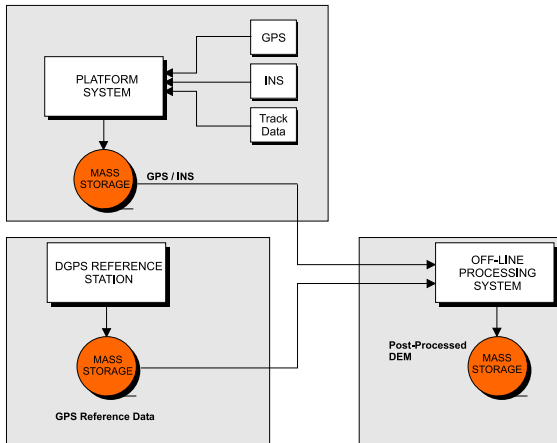 GPS
PLATFORM
SYSTEM
INS
Track
Data
MASS
STORAGE
GPS / INS
DGPS REFERENCE
STATION
OFF-LINE
PROCESSING
SYSTEM
MASS
STORAGE
Post-Processed
DEM
MASS
STORAGE
GPS Reference Data